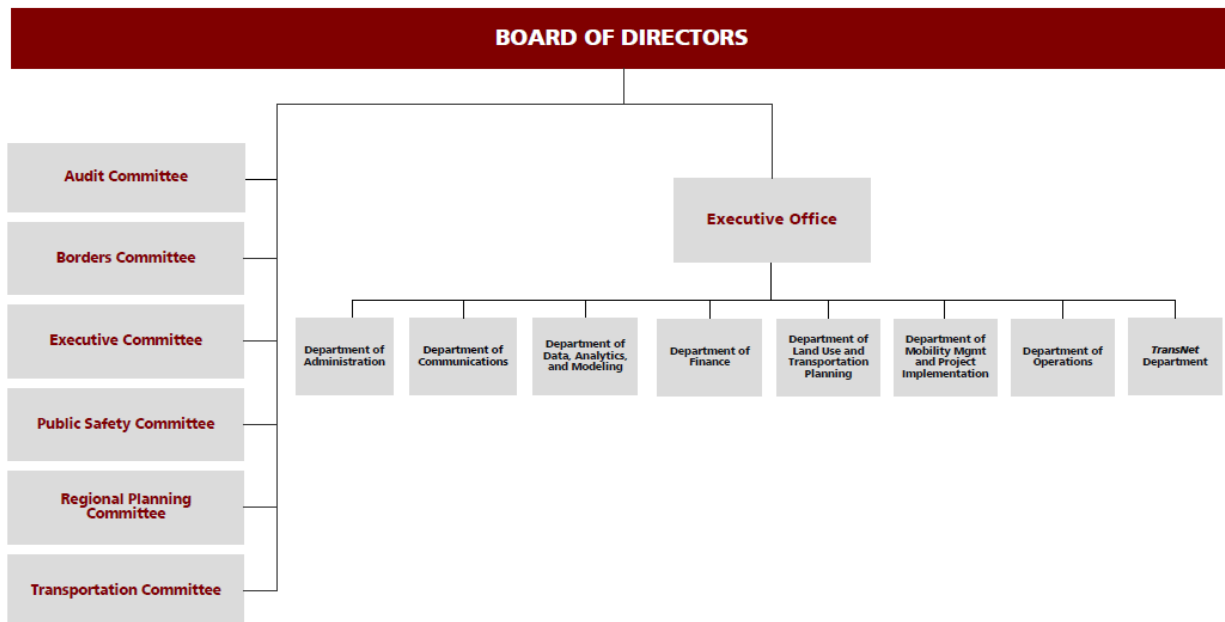 BOARD OF DIRECTORS
Audit Committee
Borders Committee
Executive Committee
Public Safety Committee
Regional Planning
Committee
Transportation Committee
Executive Office
Department of
Administration
Department of
Communications
Department of
Data, Analytics,
and Modeling
Department of
Finance
Department of
Land Use and
Transportation
Planning
Department of
Mobility Mgmt
and Project
Implementation
Department of
Operations
TransNet
Department